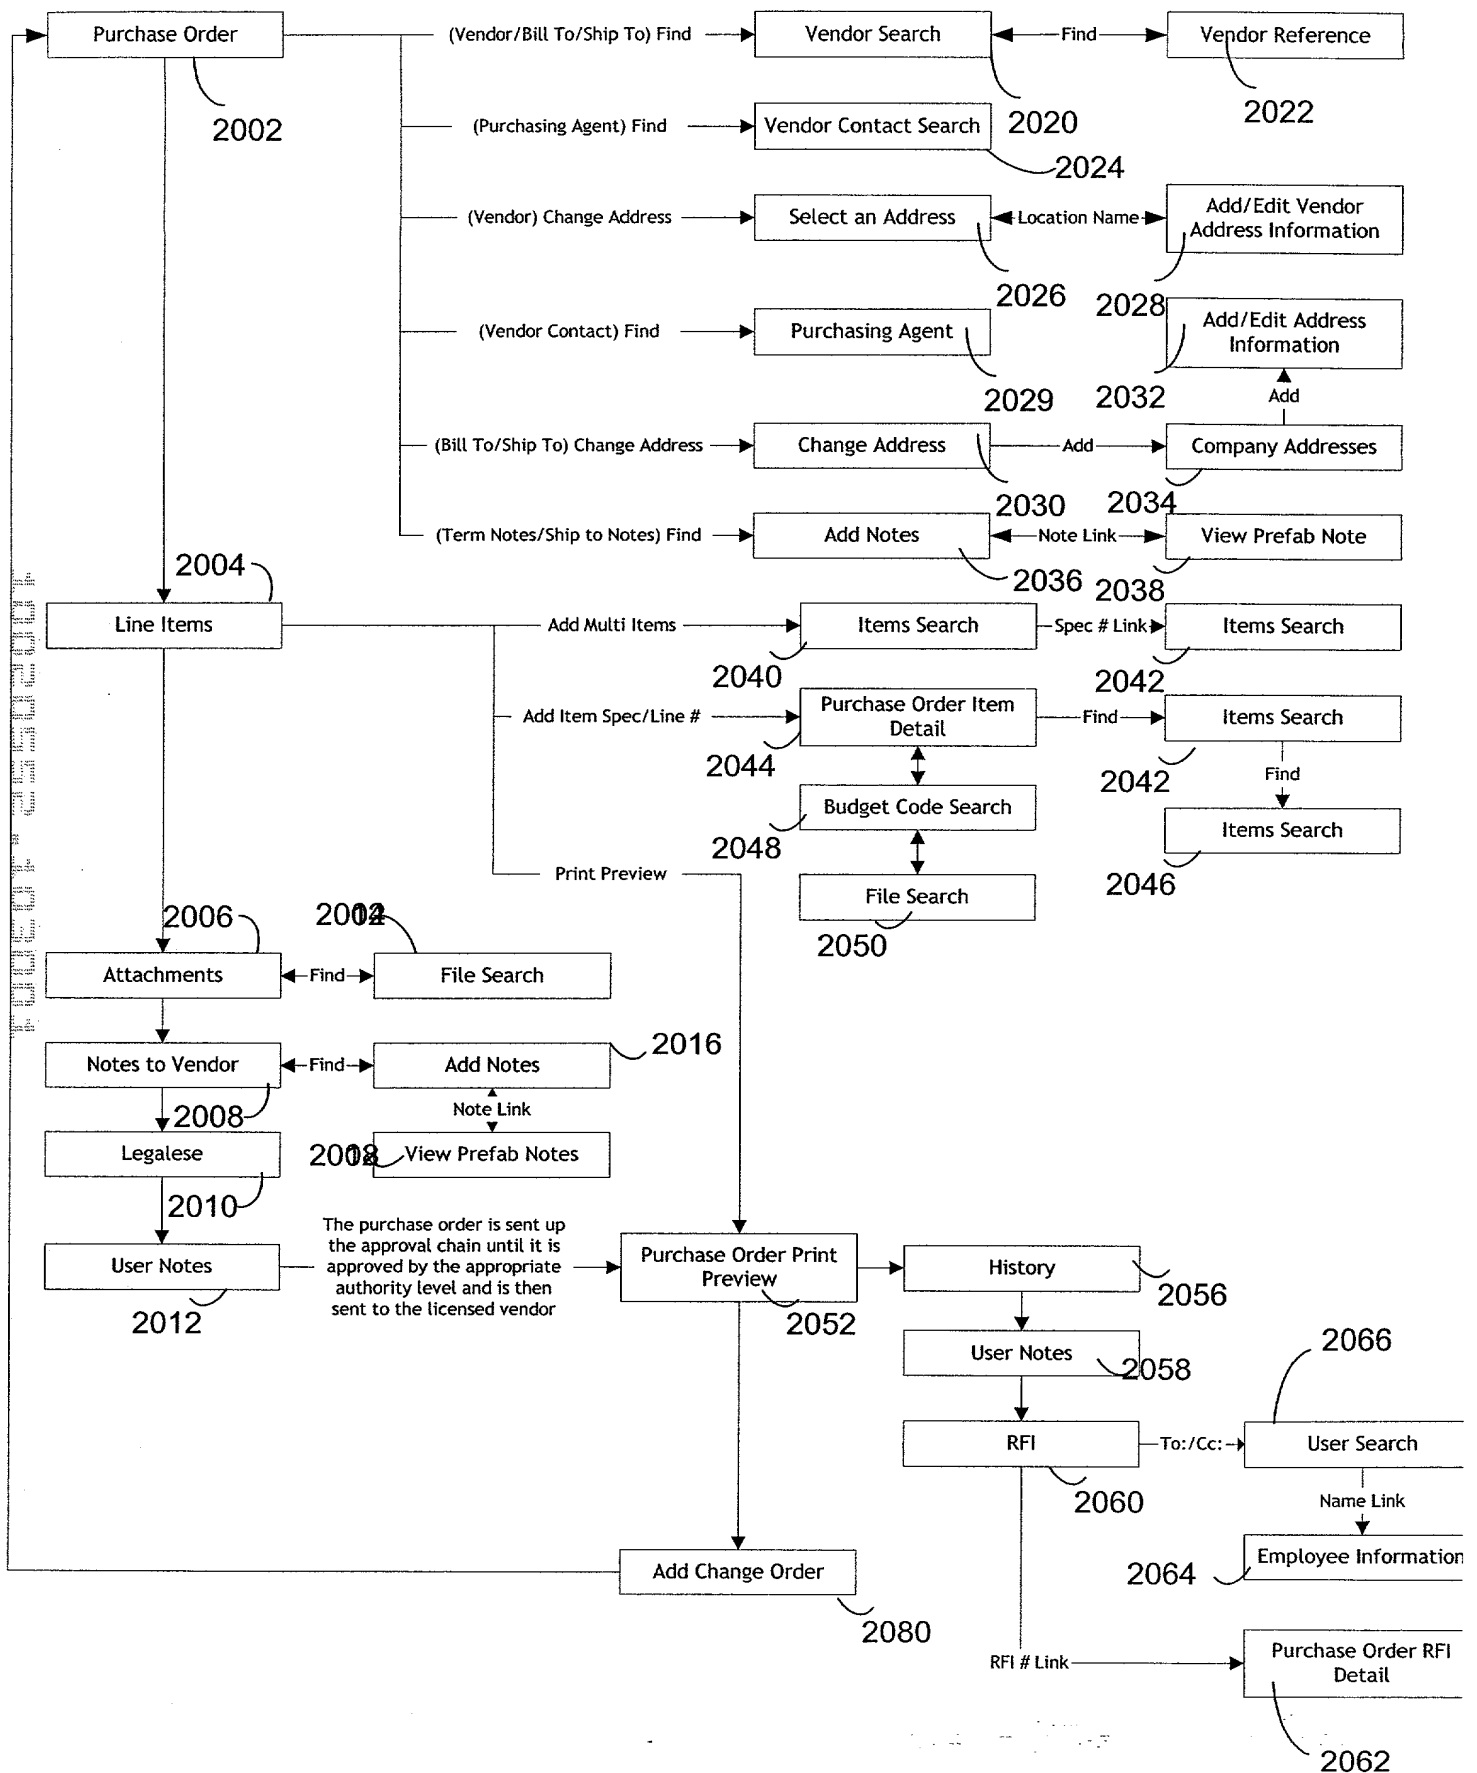 Purchase Order
(Vendor/Bill To/Ship To) Find
Vendor Search
Find
Vendor Reference
2002
2020
2022
(Purchasing Agent) Find
Vendor Contact Search
2024
(Vendor) Change Address
Select an Address
Location Name
Add/Edit Vendor
Address Information
2026
2028
(Vendor Contact) Find
Purchasing Agent
Add/Edit Address
Information
2029
2032
Add
(Bill To/Ship To) Change Address
Change Address
Add
Company Addresses
2030
2034
(Term Notes/Ship to Notes) Find
Add Notes
Note Link
View Prefab Note
2036
2038
2004
Line Items
Add Multi Items
Items Search
Spec # Link
Items Search
2040
2042
Add Item Spec/Line #
Purchase Order Item
Detail
Find
Items Search
2044
2042
Find
Budget Code Search
Items Search
2048
2046
Print Preview
File Search
2050
2006
Attachments
Find
File Search
2016
Notes to Vendor
Find
Add Notes
2008
Note Link
Legalese
View Prefab Notes
2010
User Notes
2012
The purchase order is sent up
the approval chain until it is
approved by the appropriate
authority level and is then
sent to the licensed vendor
Purchase Order Print
Preview
2052
History
2056
User Notes
2058
2066
RFI
To:/Cc:
User Search
2060
Name Link
Employee Information
2064
Add Change Order
2080
RFI # Link
Purchase Order RFI
Detail
2062